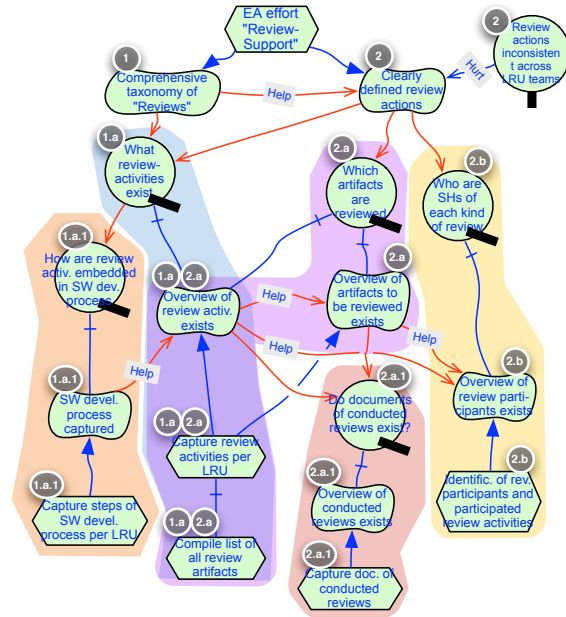 EA effort
"Review-
Support"
1
Comprehensive
taxonomy of
"Reviews"
Help
2
Clearly
defined review
actions
Hurt
2
Review
actions
inconsisten
t across
LRU teams
1.a
What
review-
activities
exist
2.a
Which
artifacts
are
reviewed
2.b
Who are
SHs of
each kind
of review
1.a.1
How are review
activ. embedded
in SW dev.
process
1.a
2.a
Overview of
review activ.
exists
Help
2.a
Overview of
artifacts to
be reviewed
exists
Help
Help
1.a.1
SW devel.
process
captured
Help
2.a.1
Do documents
of conducted
reviews exist?
2.b
Overview of
review parti-
cipants exists
1.a
2.a
Capture review
activities per
LRU
1.a.1
Capture steps of
SW devel.
process per LRU
1.a
2.a
Compile list of
all review
artifacts
2.a.1
Overview of
conducted
reviews exists
2.b
Identific. of rev.
participants and
participated
review activities
2.a.1
Capture doc. of
conducted
reviews